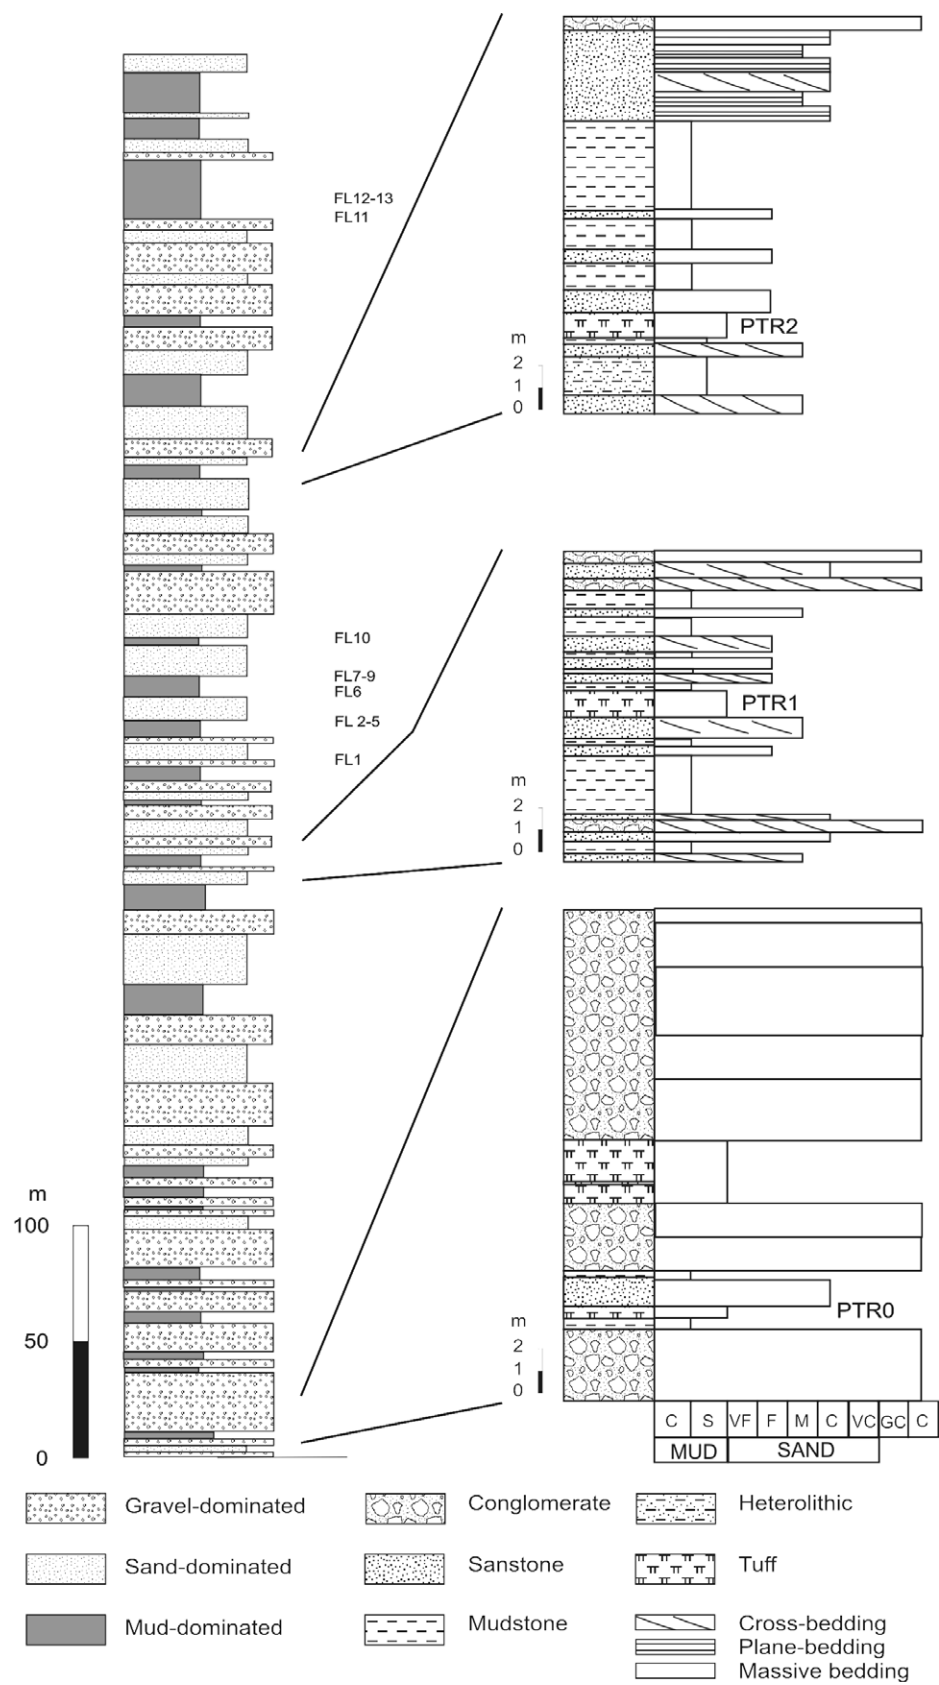 FL12-13
FL11
PTR2
m
2
1
0
FL10
FL7-9
FL6
FL 2-5
FL1
PTR1
m
2
1
0
PTR0
m
2
1
0
m
100
50
0
C S VF F M C VC GC C
MUD SAND
Gravel-dominated Conglomerate Heterolithic
Sand-dominated Sanstone Tuff
Mud-dominated Mudstone Cross-bedding
Plane-bedding
Massive bedding